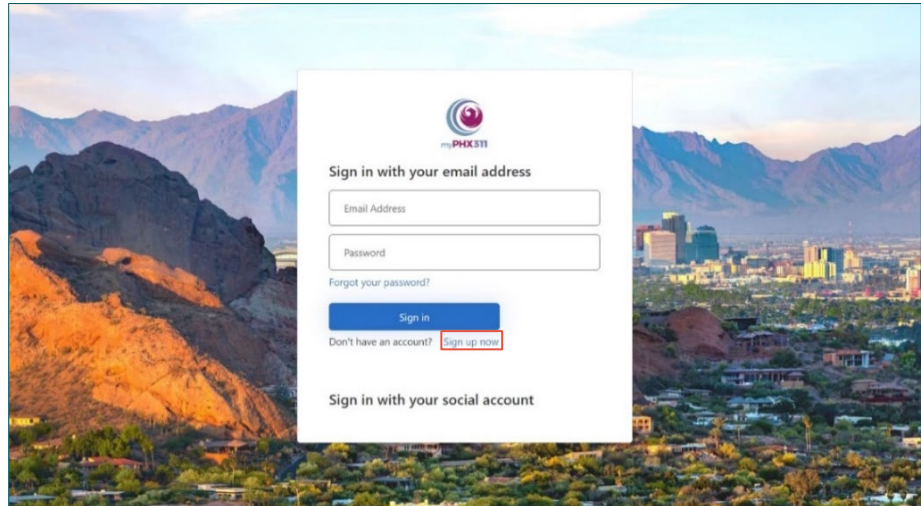 myPHX311
Sign in with your email address
Email Address
Password
Forgot your password?
Sign in
Don't have an account? Sign up now
Sign in with your social account